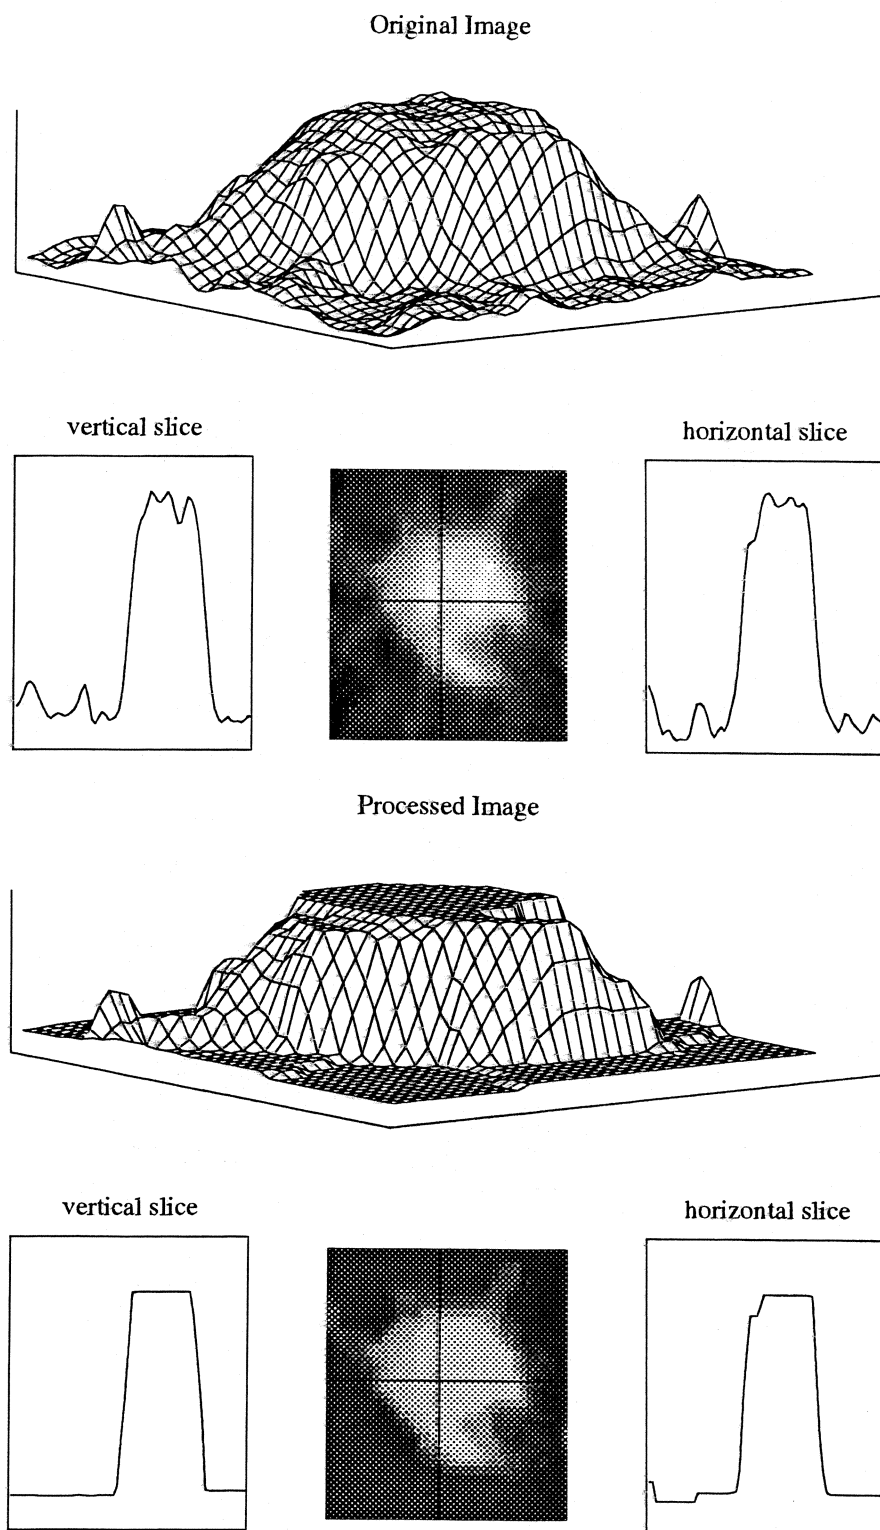 Original Image
vertical slice
horizontal slice
Processed Image
vertical slice
horizontal slice